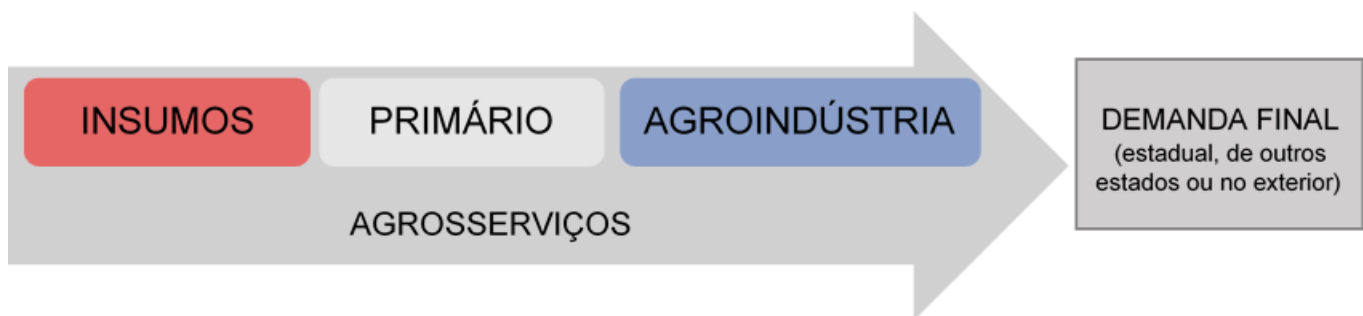 INSUMOS
PRIMÁRIO
AGROINDÚSTRIA
AGROSSERVIÇOS
DEMANDA FINAL
(estadual, de outros
estados ou no exterior)